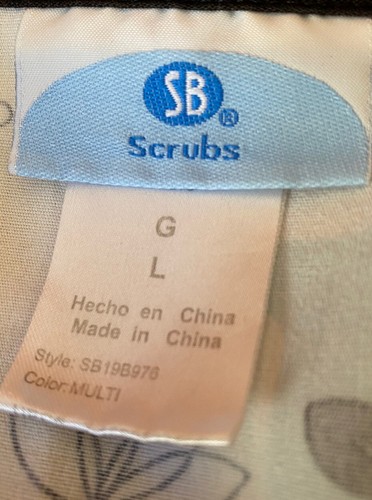 SB®
Scrubs
G
L
Hecho en China
Made in China
Style: SB19B976
Color:MULTI